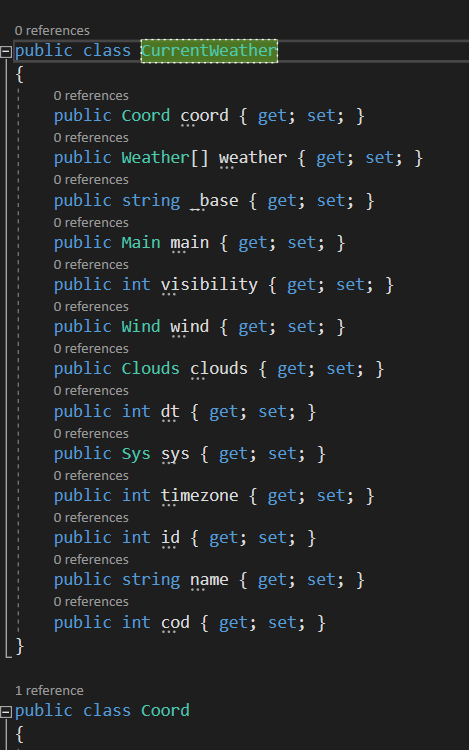 0 references
public class CurrentWeather
{
0 references
public Coord coord { get; set; }
0 references
public Weather[] weather { get; set; }
0 references
public string _base { get; set; }
0 references
public Main main { get; set; }
0 references
public int visibility { get; set; }
0 references
public Wind wind { get; set; }
0 references
public Clouds clouds { get; set; }
0 references
public int dt { get; set; }
0 references
public Sys sys { get; set; }
0 references
public int timezone { get; set; }
0 references
public int id { get; set; }
0 references
public string name { get; set; }
0 references
public int cod { get; set; }
}
1 reference
public class Coord
{